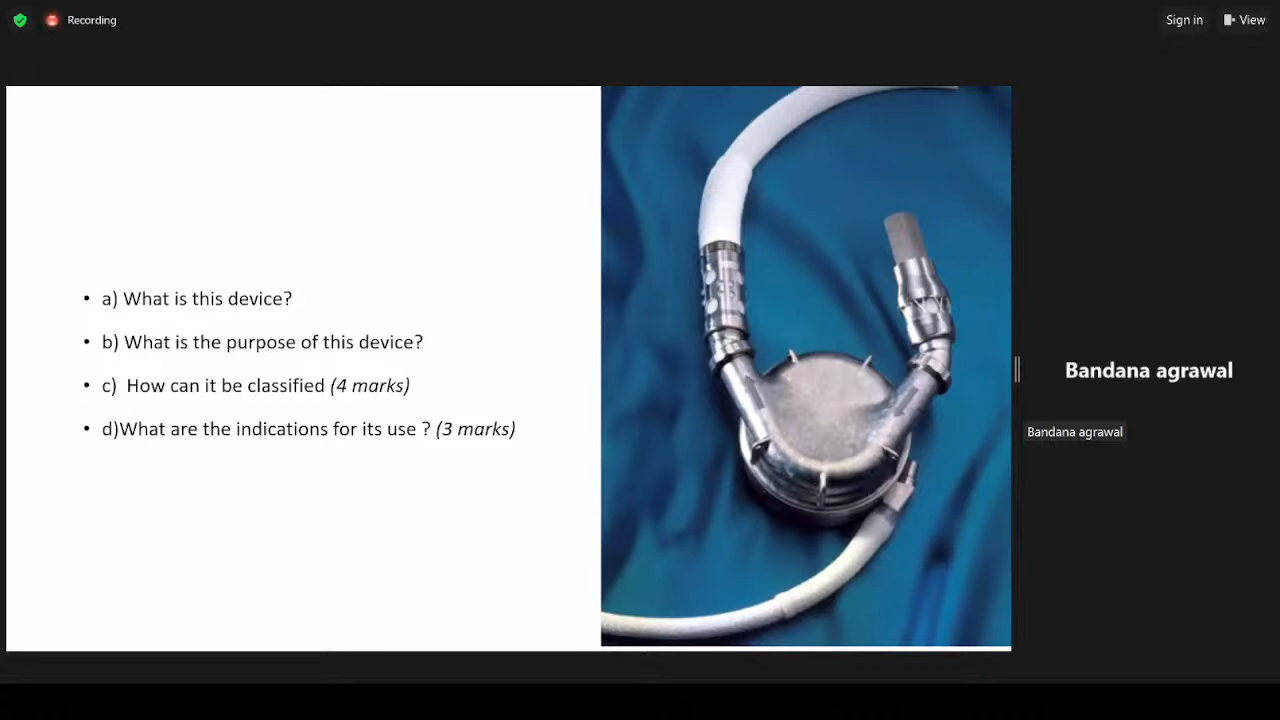 Recording
Sign in
View
• a) What is this device?
• b) What is the purpose of this device?
• c)  How can it be classified (4 marks)
• d)What are the indications for its use ? (3 marks)
Bandana agrawal
Bandana agrawal